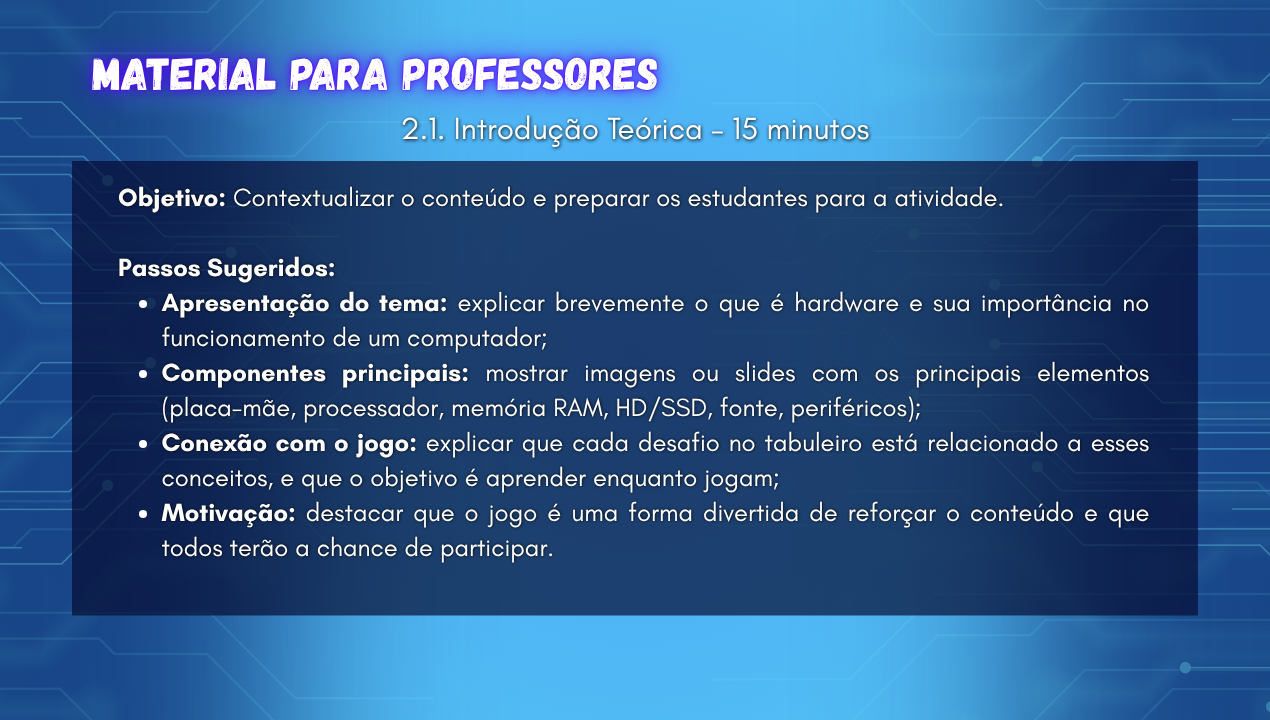 MATERIAL PARA PROFESSORES
2.1. Introdução Teórica – 15 minutos
Objetivo: Contextualizar o conteúdo e preparar os estudantes para a atividade.
Passos Sugeridos:
• Apresentação do tema: explicar brevemente o que é hardware e sua importância no
funcionamento de um computador;
• Componentes principais: mostrar imagens ou slides com os principais elementos
(placa-mãe, processador, memória RAM, HD/SSD, fonte, periféricos);
• Conexão com o jogo: explicar que cada desafio no tabuleiro está relacionado a esses
conceitos, e que o objetivo é aprender enquanto jogam;
• Motivação: destacar que o jogo é uma forma divertida de reforçar o conteúdo e que
todos terão a chance de participar.